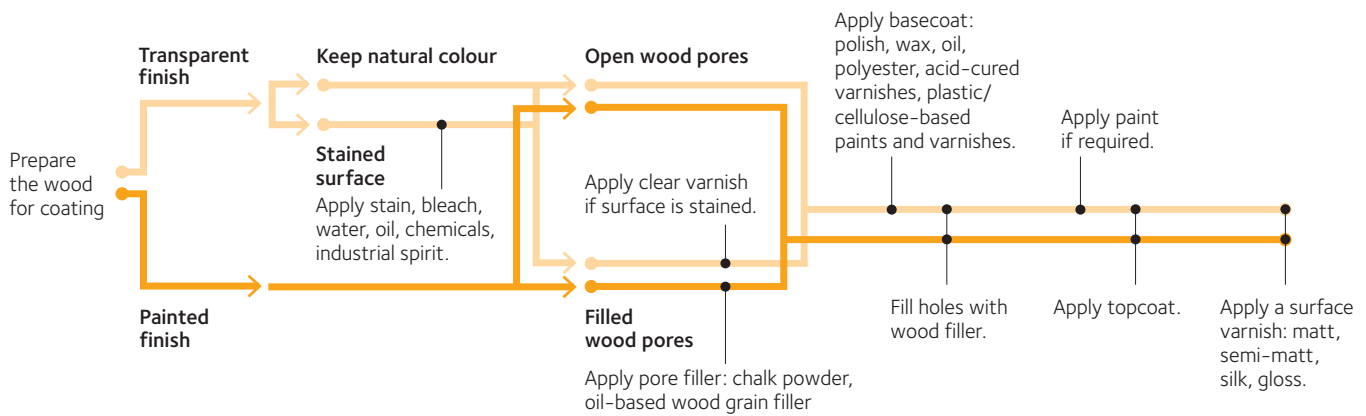 Prepare
the wood
for coating
Transparent
finish
Painted
finish
Keep natural colour
Stained
surface
Apply stain, bleach,
water, oil, chemicals,
industrial spirit.
Open wood pores
Apply clear varnish
if surface is stained.
Filled
wood pores
Apply pore filler: chalk powder,
oil-based wood grain filler
Apply basecoat:
polish, wax, oil,
polyester, acid-cured
varnishes, plastic/
cellulose-based
paints and varnishes.
Fill holes with
wood filler.
Apply paint
if required.
Apply topcoat.
Apply a surface
varnish: matt,
semi-matt,
silk, gloss.